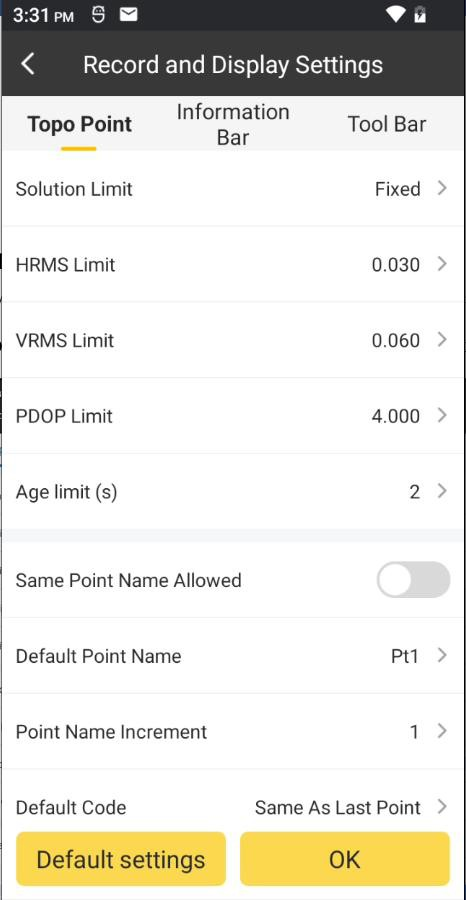 3:31 PM
Record and Display Settings
Topo Point
Information
Bar
Tool Bar
Solution Limit Fixed
HRMS Limit 0.030
VRMS Limit 0.060
PDOP Limit 4.000
Age limit (s) 2
Same Point Name Allowed
Default Point Name Pt1
Point Name Increment 1
Default Code Same As Last Point
Default settings OK